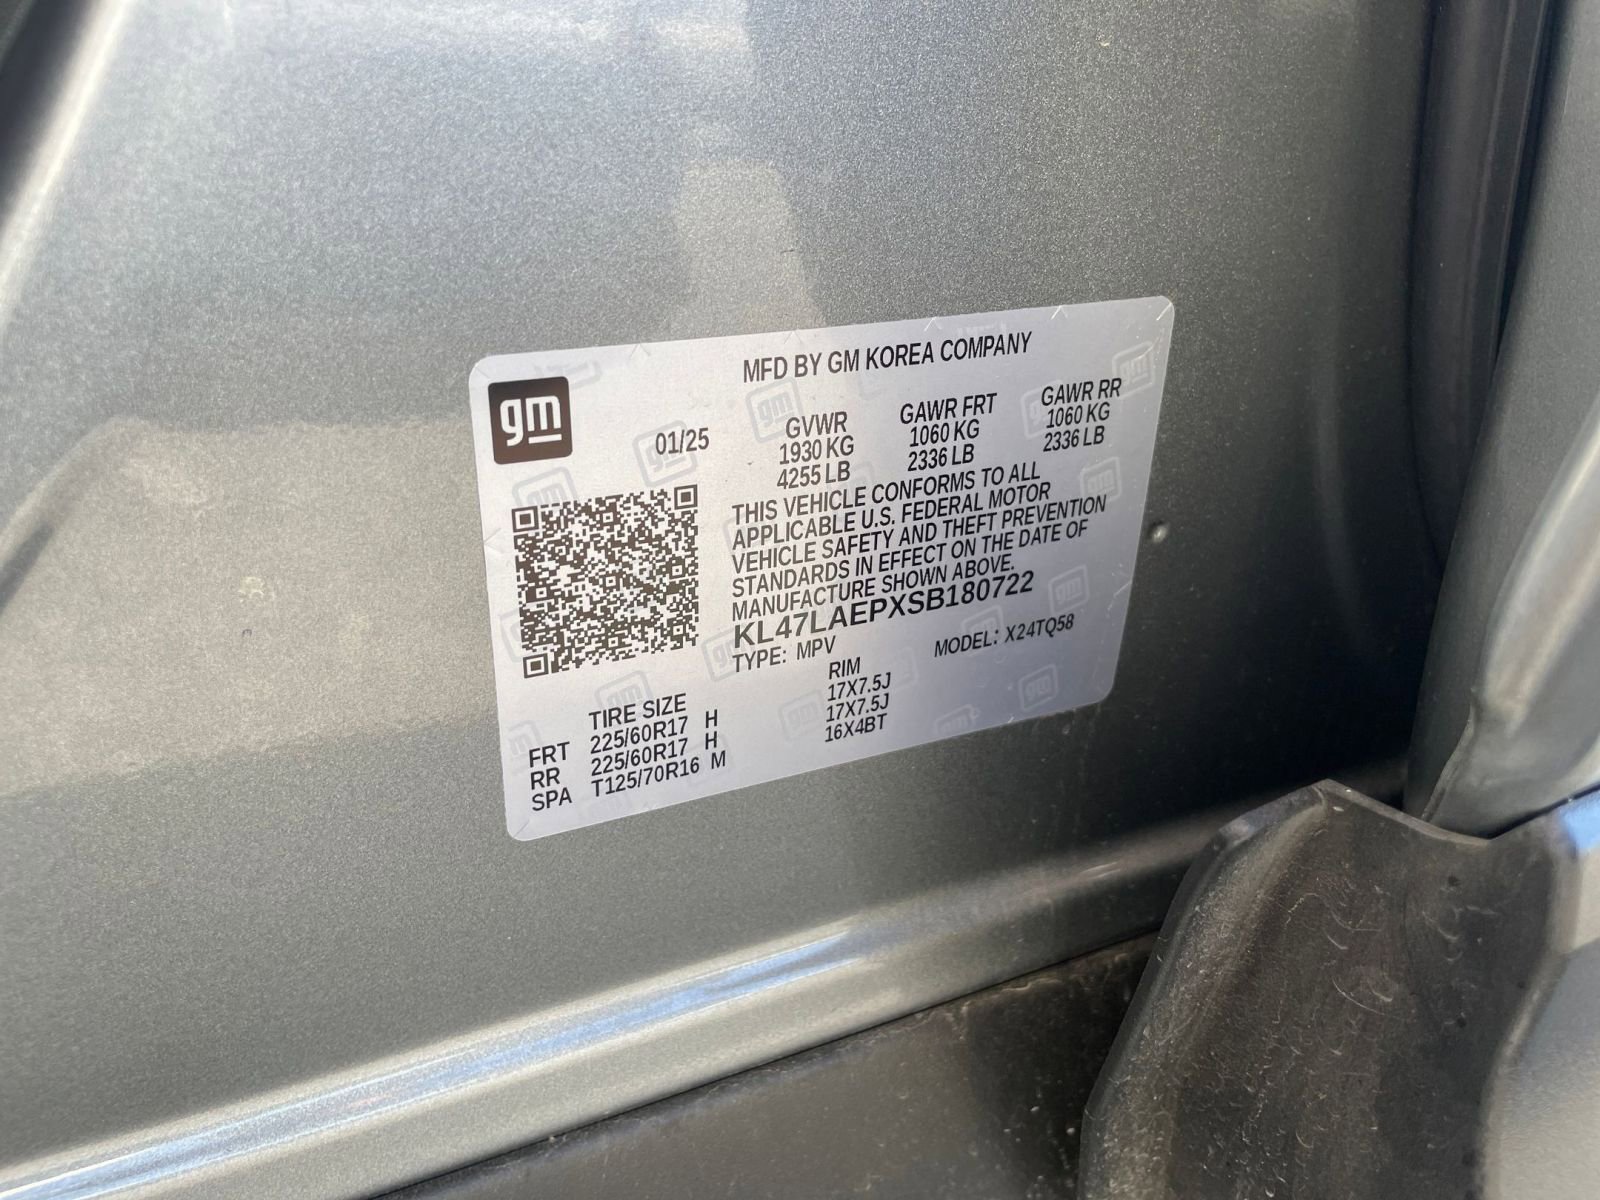 MFD BY GM KOREA COMPANY
gm
01/25
GVWR GAWR FRT GAWR RR
1930 KG 1060 KG 1060 KG
4255 LB 2336 LB 2336 LB
THIS VEHICLE CONFORMS TO ALL
APPLICABLE U.S. FEDERAL MOTOR
VEHICLE SAFETY AND THEFT PREVENTION
STANDARDS IN EFFECT ON THE DATE OF
MANUFACTURE SHOWN ABOVE.
KL47LAEPXSB180722
TYPE: MPV MODEL: X24TQ58
TIRE SIZE RIM
FRT 225/60R17 H 17X7.5J
RR 225/60R17 H 17X7.5J
SPA T125/70R16 M 16X4BT